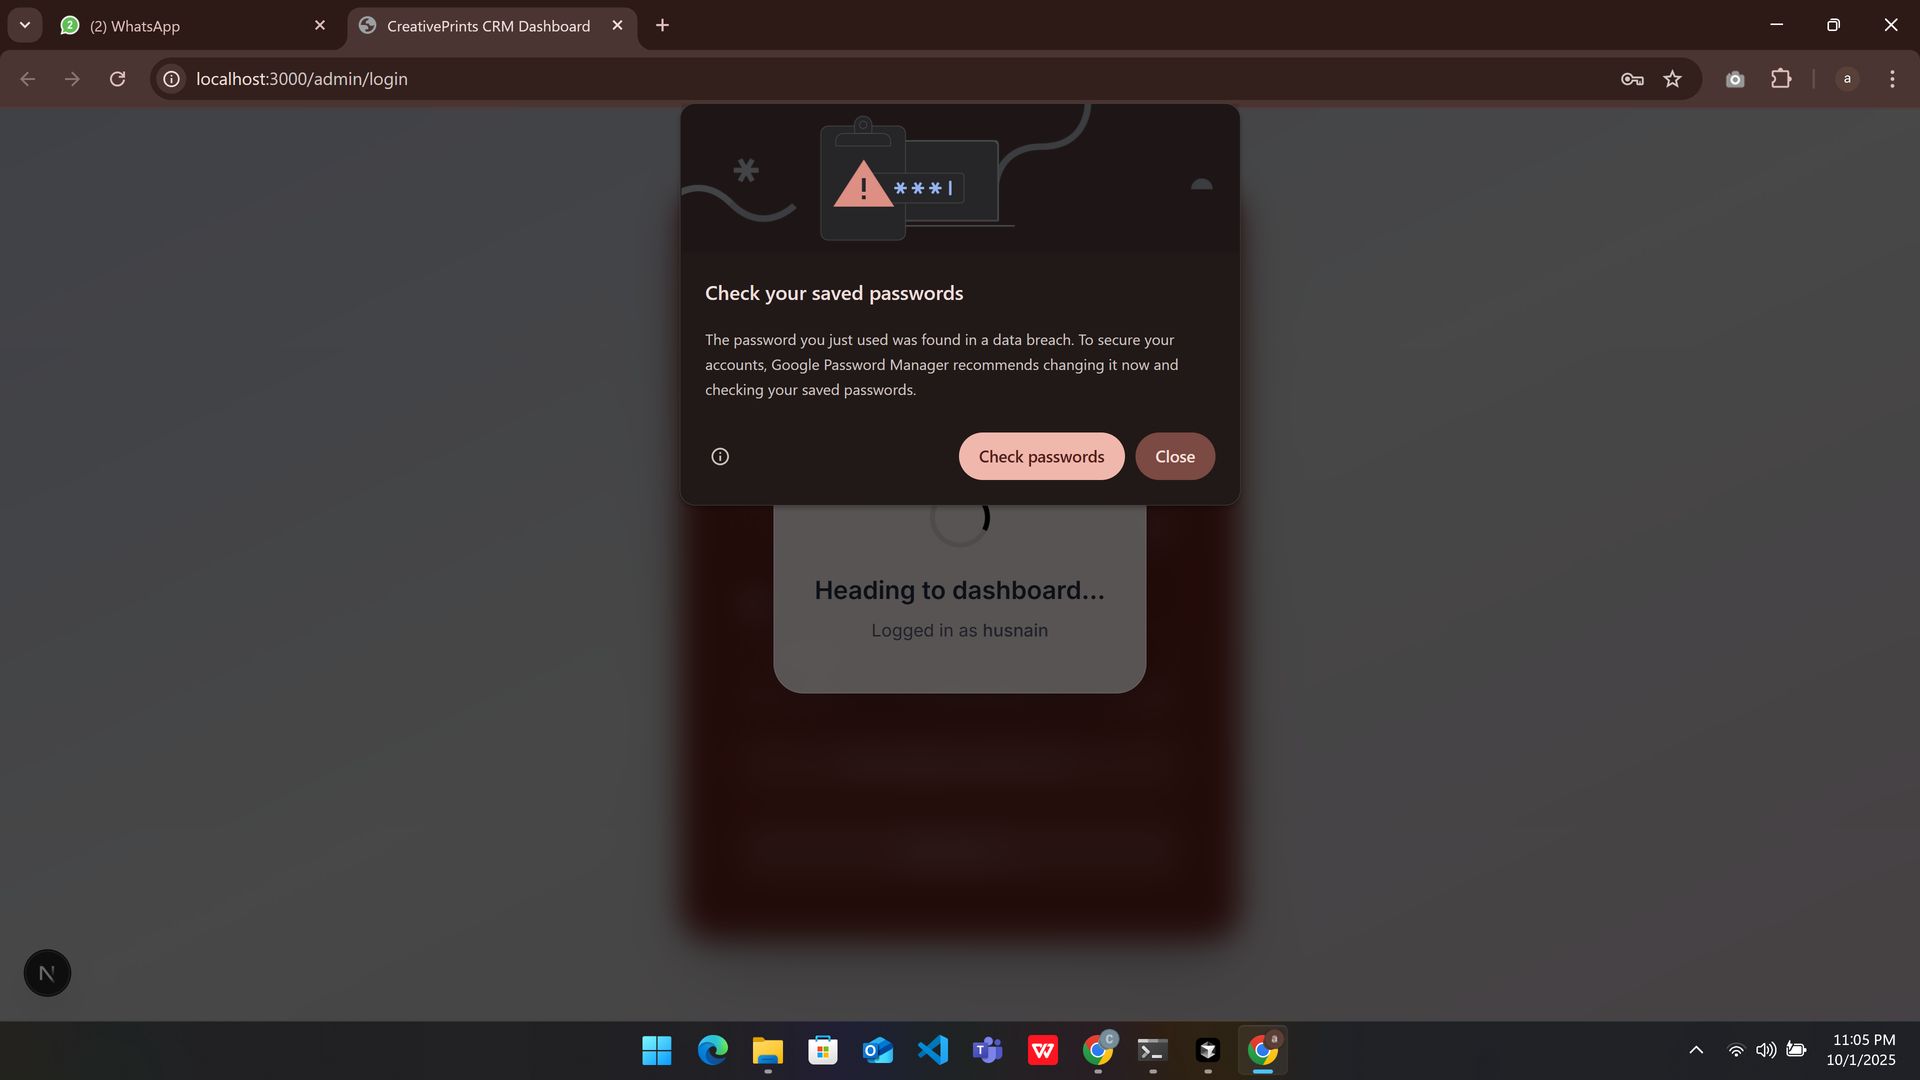 (2) WhatsApp
CreativePrints CRM Dashboard
localhost:3000/admin/login
a
***
Check your saved passwords
The password you just used was found in a data breach. To secure your
accounts, Google Password Manager recommends changing it now and
checking your saved passwords.
Check passwords
Close
Heading to dashboard...
Logged in as husnain
N
11:05 PM
10/1/2025